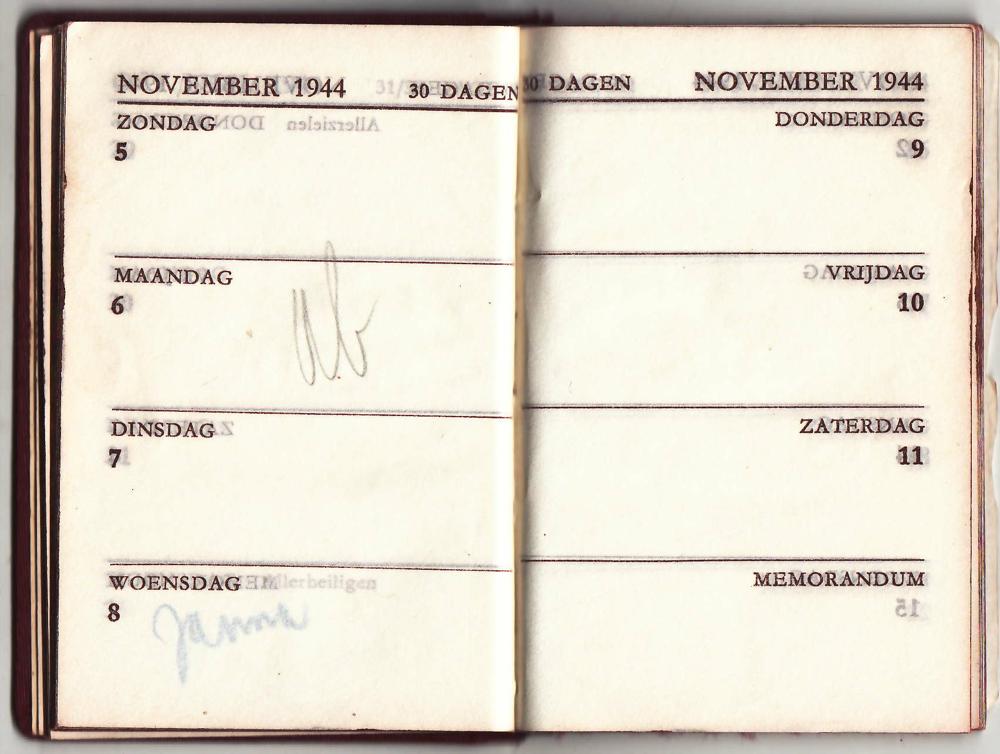 NOVEMBER 1944 30 DAGEN
ZONDAG
5
MAANDAG
6
DINSDAG
7
WOENSDAG
8
30 DAGEN NOVEMBER 1944
DONDERDAG
9
VRIJDAG
10
ZATERDAG
11
MEMORANDUM